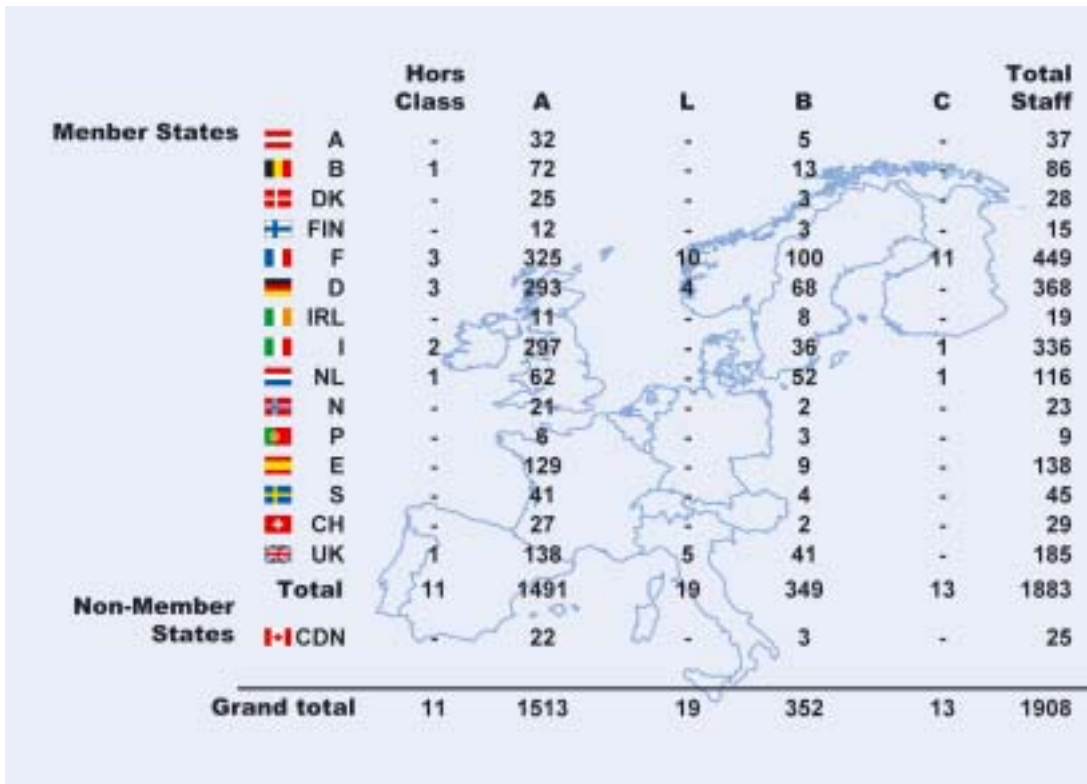 Hors Total
Class A L B C Staff
Menber States A - 32 - 5 - 37
B 1 72 - 13 - 86
DK - 25 - 3 - 28
FIN - 12 - 3 - 15
F 3 325 10 100 11 449
D 3 293 4 68 - 368
IRL - 11 - 8 - 19
I 2 297 - 36 1 336
NL 1 62 - 52 1 116
N - 21 - 2 - 23
P - 6 - 3 - 9
E - 129 - 9 - 138
S - 41 - 4 - 45
CH - 27 - 2 - 29
UK 1 138 5 41 - 185
Total 11 1491 19 349 13 1883
Non-Member
States CDN - 22 - 3 - 25
Grand total 11 1513 19 352 13 1908